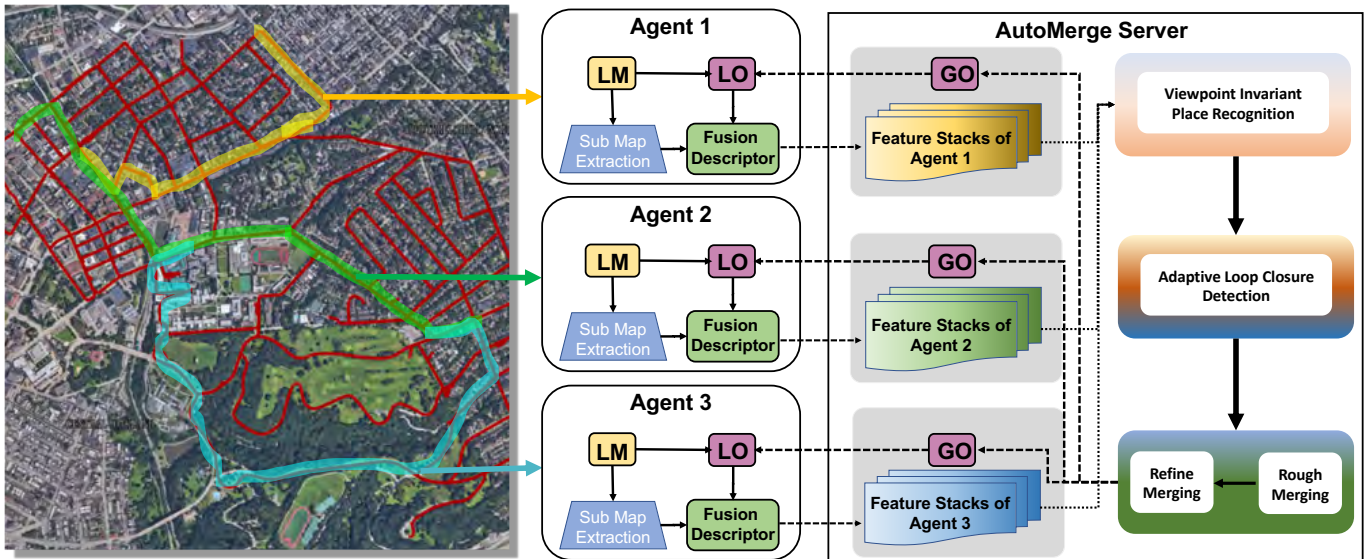 Agent 1
LM
LO
Sub Map
Extraction
Fusion
Descriptor
Agent 2
LM
LO
Sub Map
Extraction
Fusion
Descriptor
Agent 3
LM
LO
Sub Map
Extraction
Fusion
Descriptor
AutoMerge Server
GO
Feature Stacks of
Agent 1
GO
Feature Stacks of
Agent 2
GO
Feature Stacks of
Agent 3
Viewpoint Invariant
Place Recognition
Adaptive Loop Closure
Detection
Refine
Merging
Rough
Merging